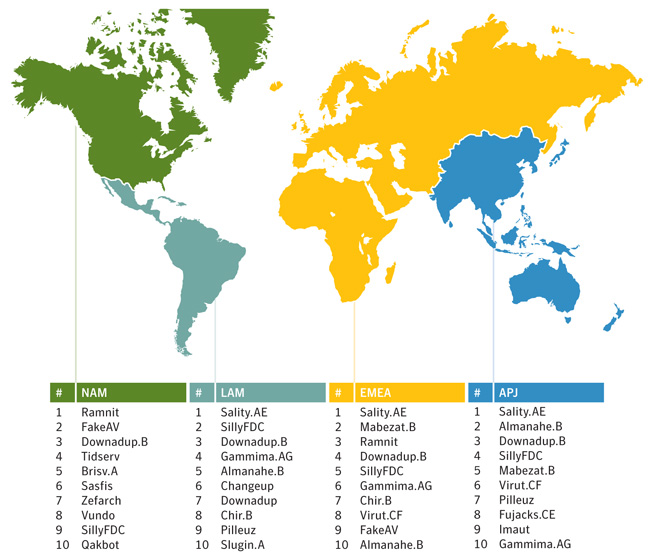 # NAM # LAM # EMEA # APJ
1 Ramnit 1 Sality.AE 1 Sality.AE 1 Sality.AE
2 FakeAV 2 SillyFDC 2 Mabezat.B 2 Almanahe.B
3 Downadup.B 3 Downadup.B 3 Ramnit 3 Downadup.B
4 Tidserv 4 Gammima.AG 4 Downadup.B 4 SillyFDC
5 Brisv.A 5 Almanahe.B 5 SillyFDC 5 Mabezat.B
6 Sasfis 6 Changeup 6 Gammima.AG 6 Virut.CF
7 Zefarch 7 Downadup 7 Chir.B 7 Pilleuz
8 Vundo 8 Chir.B 8 Virut.CF 8 Fujacks.CE
9 SillyFDC 9 Pilleuz 9 FakeAV 9 Imaut
10 Qakbot 10 Slugin.A 10 Almanahe.B 10 Gammima.AG